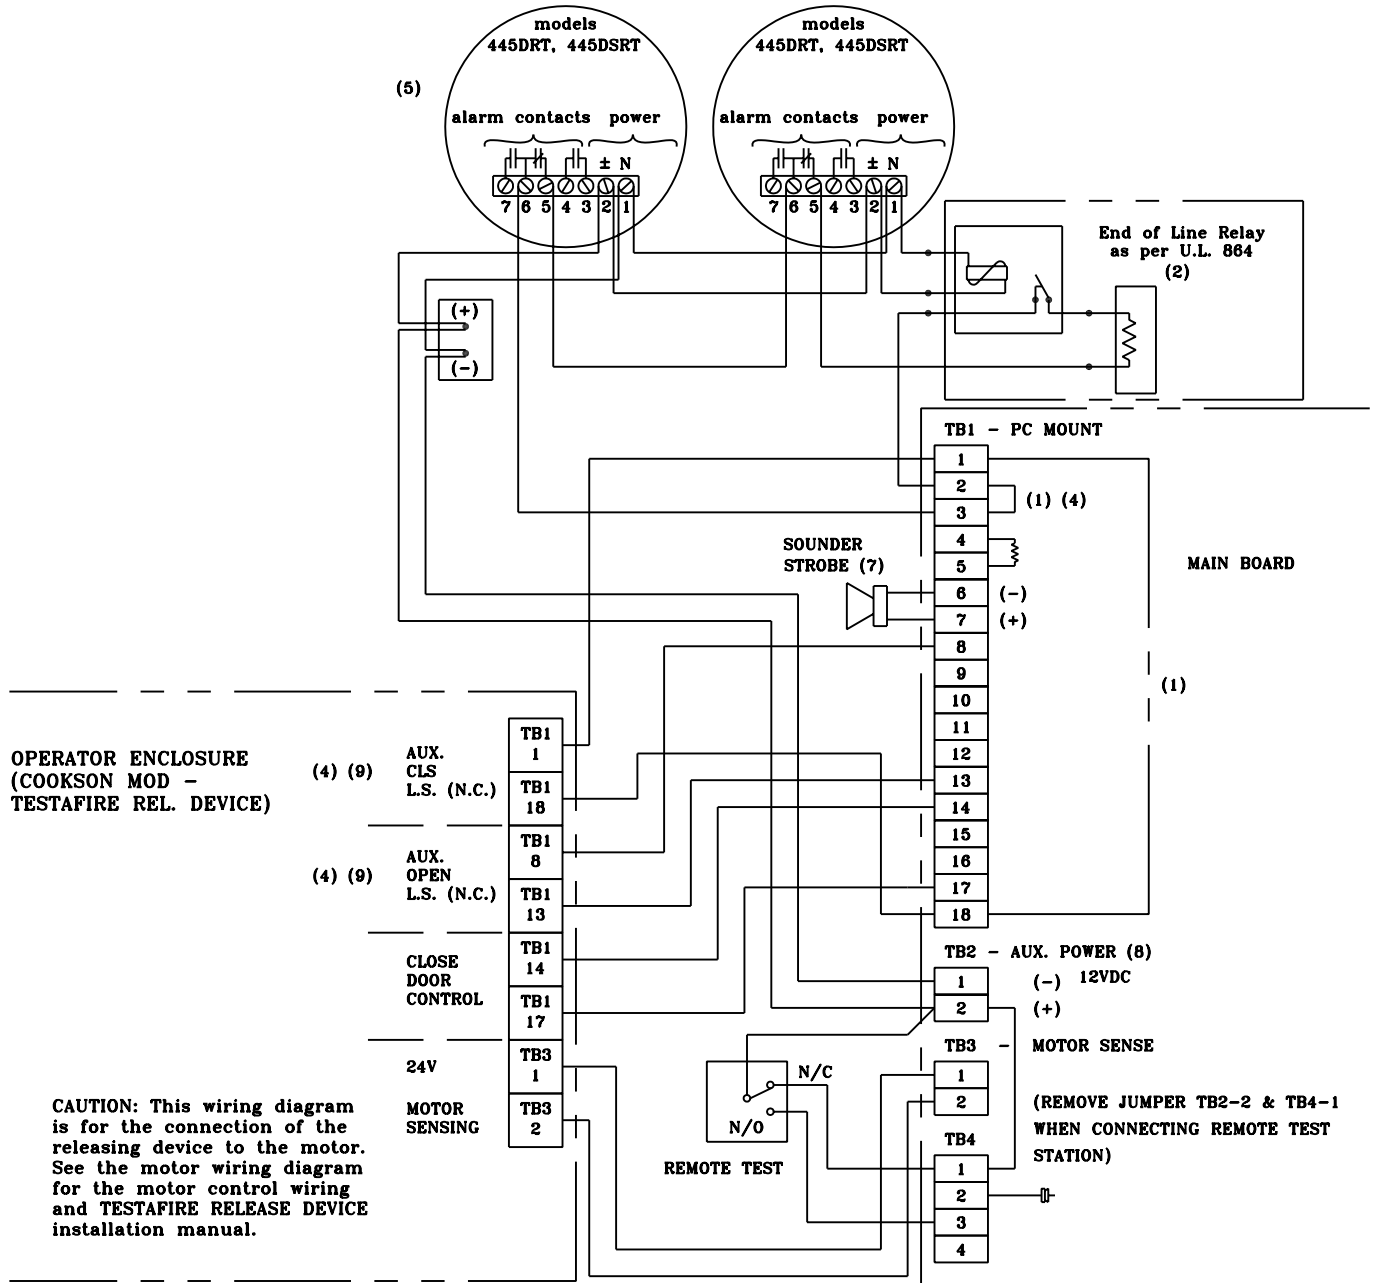 models
445DRT, 445DSRT
alarm contacts power
± N
7 6 5 4 3 2 1
models
445DRT, 445DSRT
alarm contacts power
± N
7 6 5 4 3 2 1
(5)
End of Line Relay
as per U.L. 864
(2)
(+)
(-)
TB1 - PC MOUNT
1
2
3
4
5
6
7
8
9
10
11
12
13
14
15
16
17
18
(1) (4)
(-)
(+)
(1)
MAIN BOARD
SOUNDER
STROBE (7)
OPERATOR ENCLOSURE
(COOKSON MOD -
TESTAFIRE REL. DEVICE)
(4) (9)
AUX.
CLS
L.S. (N.C.)
(4) (9)
AUX.
OPEN
L.S. (N.C.)
CLOSE
DOOR
CONTROL
24V
MOTOR
SENSING
TB1
1
TB1
18
TB1
8
TB1
13
TB1
14
TB1
17
TB3
1
TB3
2
TB2 - AUX. POWER (8)
1
2
(-) 12VDC
(+)
TB3 - MOTOR SENSE
1
2
(REMOVE JUMPER TB2-2 & TB4-1
WHEN CONNECTING REMOTE TEST
STATION)
TB4
1
2
3
4
N/C
N/O
REMOTE TEST
CAUTION: This wiring diagram
is for the connection of the
releasing device to the motor.
See the motor wiring diagram
for the motor control wiring
and TESTAFIRE RELEASE DEVICE
installation manual.